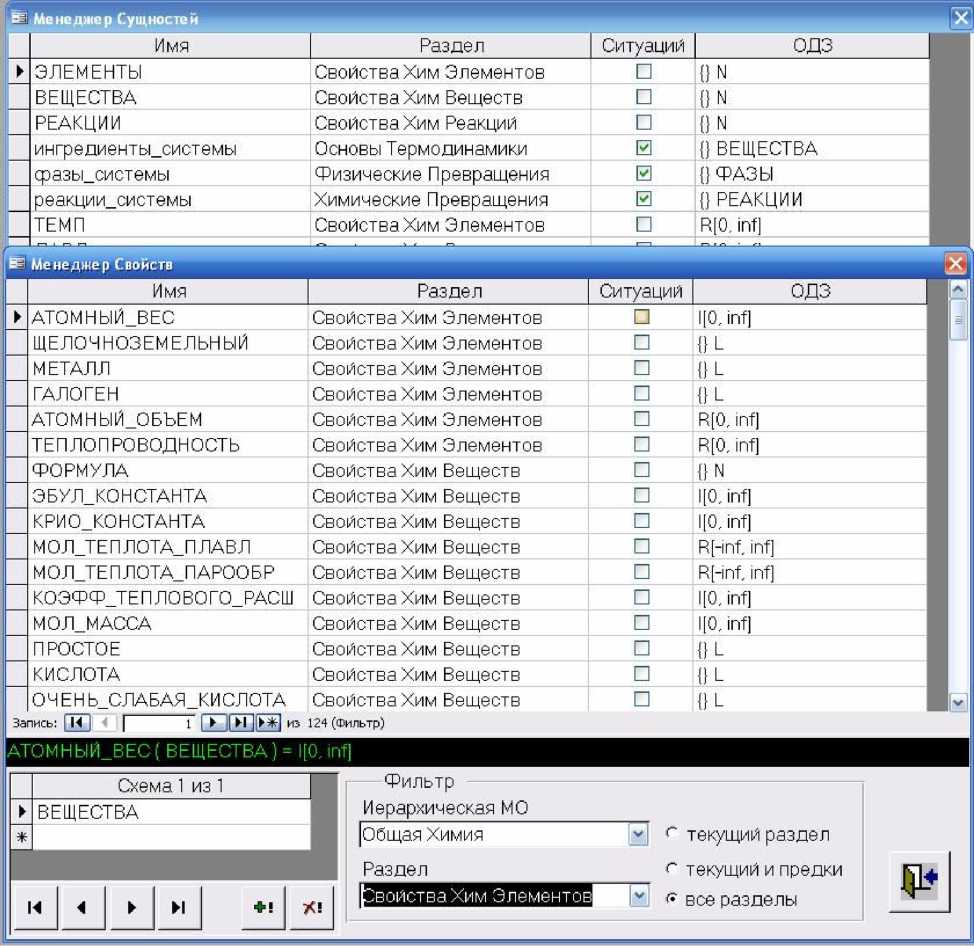 Менеджер Сущностей
Имя Раздел Ситуаций ОДЗ
ЭЛЕМЕНТЫ Свойства Хим Элементов {} N
ВЕЩЕСТВА Свойства Хим Веществ {} N
РЕАКЦИИ Свойства Хим Реакций {} N
ингредиенты_системы Основы Термодинамики {} ВЕЩЕСТВА
фазы_системы Физические Превращения {} ФАЗЫ
реакции_системы Химические Превращения {} РЕАКЦИИ
ТЕМП Свойства Хим Элементов R[0, inf]
Менеджер Свойств
Имя Раздел Ситуаций ОДЗ
АТОМНЫЙ_ВЕС Свойства Хим Элементов I[0, inf]
ЩЕЛОЧНОЗЕМЕЛЬНЫЙ Свойства Хим Элементов {} L
МЕТАЛЛ Свойства Хим Элементов {} L
ГАЛОГЕН Свойства Хим Элементов {} L
АТОМНЫЙ_ОБЪЕМ Свойства Хим Элементов R[0, inf]
ТЕПЛОПРОВОДНОСТЬ Свойства Хим Элементов R[0, inf]
ФОРМУЛА Свойства Хим Веществ {} N
ЭБУЛ_КОНСТАНТА Свойства Хим Веществ I[0, inf]
КРИО_КОНСТАНТА Свойства Хим Веществ I[0, inf]
МОЛ_ТЕПЛОТА_ПЛАВЛ Свойства Хим Веществ R[-inf, inf]
МОЛ_ТЕПЛОТА_ПАРООБР Свойства Хим Веществ R[-inf, inf]
КОЭФФ_ТЕПЛОВОГО_РАСШ Свойства Хим Веществ I[0, inf]
МОЛ_МАССА Свойства Хим Веществ I[0, inf]
ПРОСТОЕ Свойства Хим Веществ {} L
КИСЛОТА Свойства Хим Веществ {} L
ОЧЕНЬ_СЛАБАЯ_КИСЛОТА Свойства Хим Веществ {} L
Запись: 1 из 124 (Фильтр)
АТОМНЫЙ_ВЕС ( ВЕЩЕСТВА ) = I[0, inf]
Схема 1 из 1
ВЕЩЕСТВА
Фильтр
Иерархическая МО
Общая Химия
текущий раздел
Раздел
текущий и предки
Свойства Хим Элементов
все разделы